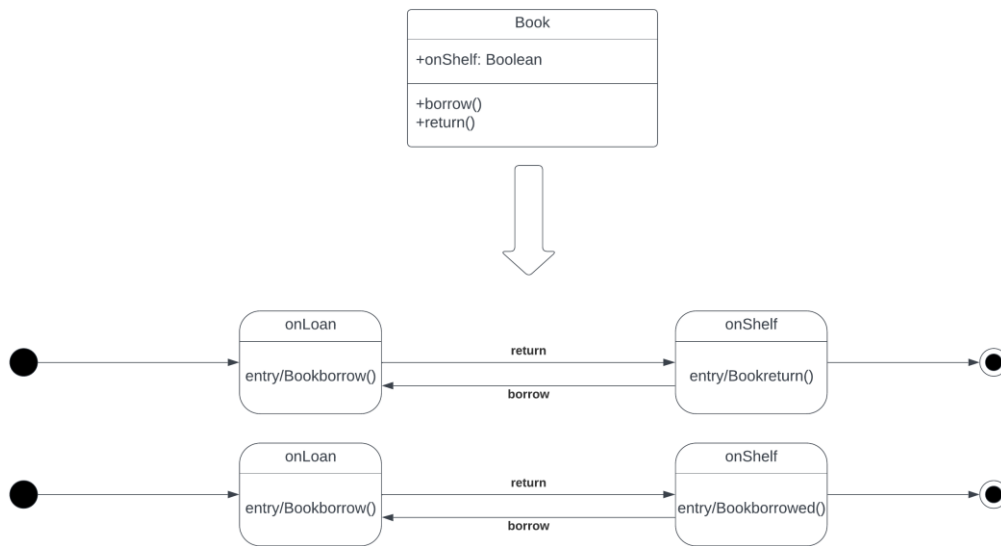 Book
+onShelf: Boolean
+borrow()
+return()
onLoan
onShelf
return
entry/Bookborrow()
entry/Bookreturn()
borrow
onLoan
onShelf
return
entry/Bookborrow()
entry/Bookborrowed()
borrow